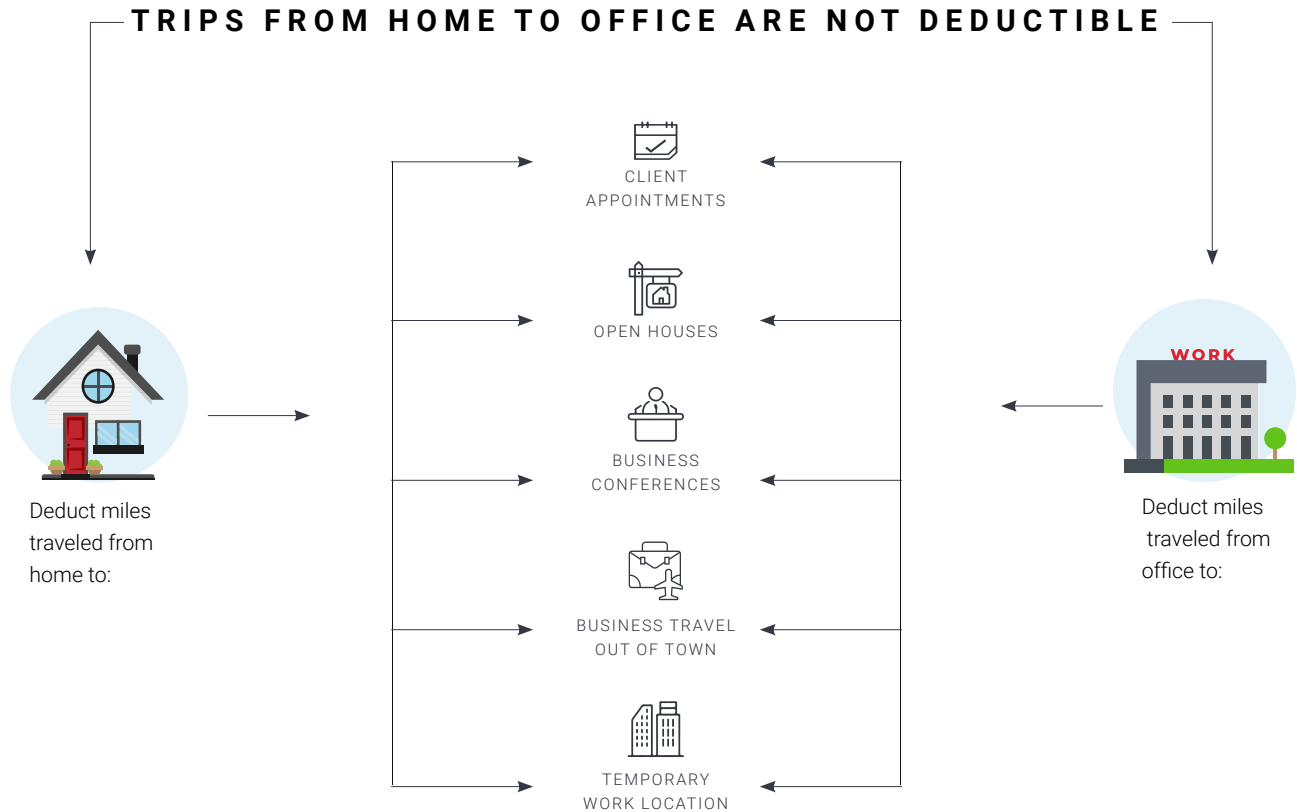 TRIPS FROM HOME TO OFFICE ARE NOT DEDUCTIBLE
CLIENT
APPOINTMENTS
OPEN HOUSES
BUSINESS
CONFERENCES
BUSINESS TRAVEL
OUT OF TOWN
TEMPORARY
WORK LOCATION
Deduct miles
traveled from
home to:
WORK
Deduct miles
traveled from
office to: